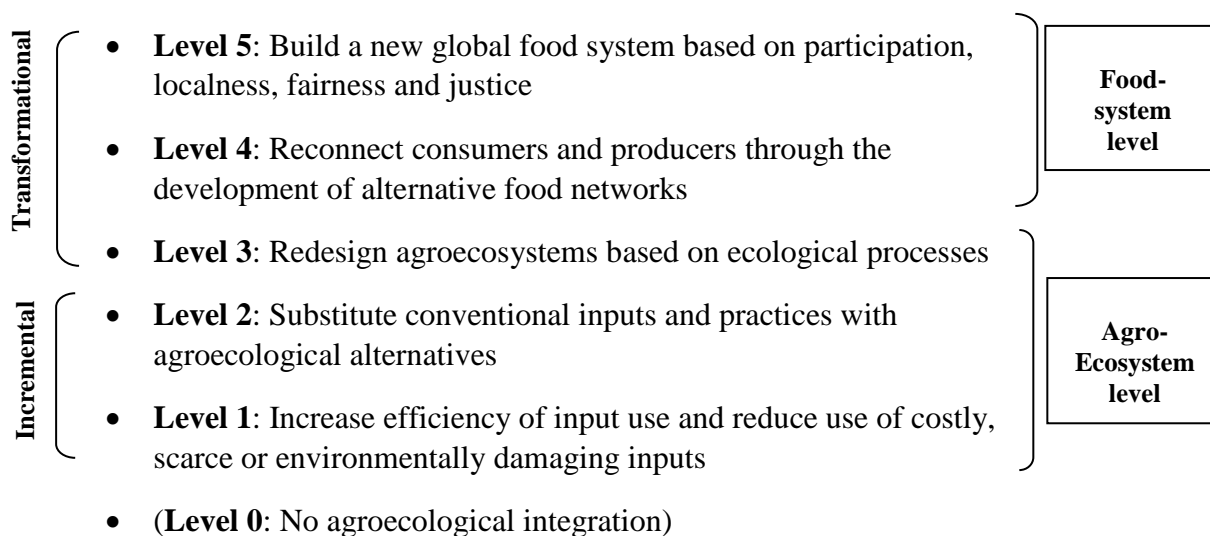 Transformational
• Level 5: Build a new global food system based on participation,
localness, fairness and justice
Food-
system
level
• Level 4: Reconnect consumers and producers through the
development of alternative food networks
• Level 3: Redesign agroecosystems based on ecological processes
Incremental
• Level 2: Substitute conventional inputs and practices with
agroecological alternatives
Agro-
Ecosystem
level
• Level 1: Increase efficiency of input use and reduce use of costly,
scarce or environmentally damaging inputs
• (Level 0: No agroecological integration)